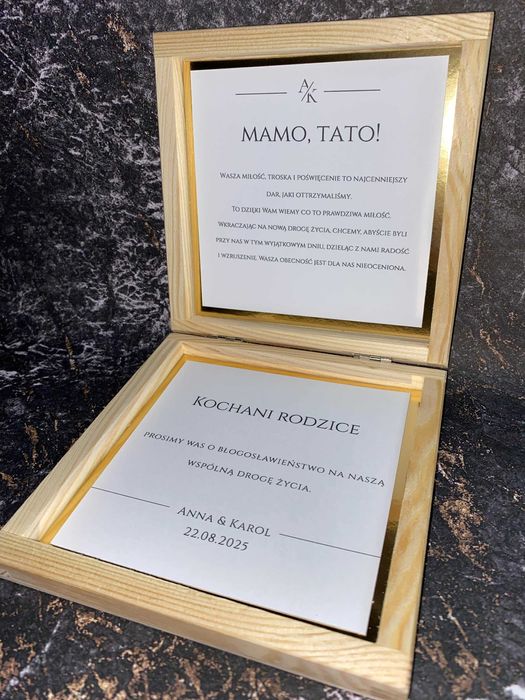 A/K
MAMO, TATO!
WASZA MIŁOŚĆ, TROSKA I POŚWIĘCENIE TO NAJCENNIEJSZY
DAR, JAKI OTTRZYMALIŚMY.
TO DZIĘKI WAM WIEMY CO TO PRAWDZIWA MIŁOŚĆ.
WKRACZAJĄC NA NOWĄ DROGĘ ŻYCIA, CHCEMY, ABYŚCIE BYLI
PRZY NAS W TYM WYJĄTKOWYM DNIU, DZIELĄC Z NAMI RADOŚĆ
I WZRUSZENIE. WASZA OBECNOŚĆ JEST DLA NAS NIEOCENIONA.
KOCHANI RODZICE
PROSIMY WAS O BŁOGOSŁAWIEŃSTWO NA NASZĄ
WSPÓLNĄ DROGĘ ŻYCIA.
ANNA & KAROL
22.08.2025